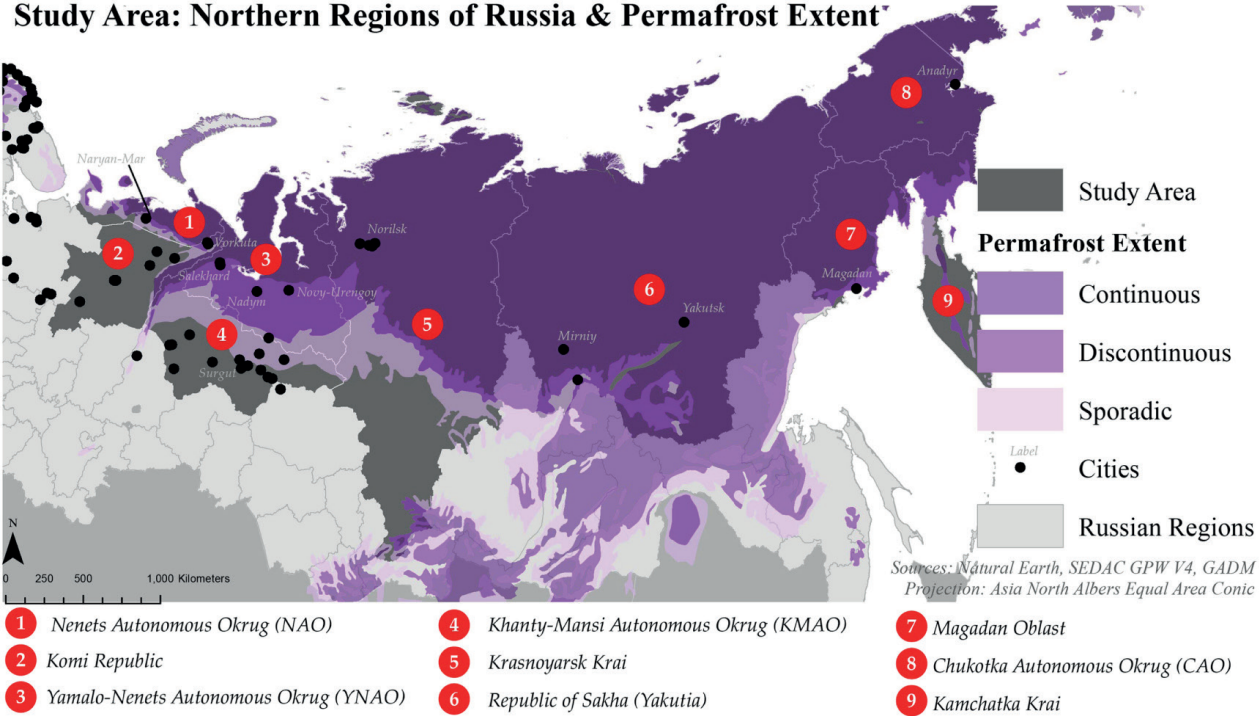 Study Area: Northern Regions of Russia & Permafrost Extent
Anadyr
8
Naryan-Mar
1
Vorkuta
Norilsk
2
3
Salekhard
Nadym
Novy-Urengoy
7
Magadan
6
Yakutsk
9
5
4
Mirniy
Surgut
Study Area
Permafrost Extent
Continuous
Discontinuous
Sporadic
Label
Cities
Russian Regions
N
0 250 500 1,000 Kilometers
Sources: Natural Earth, SEDAC GPW V4, GADM
Projection: Asia North Albers Equal Area Conic
1 Nenets Autonomous Okrug (NAO)
2 Komi Republic
3 Yamalo-Nenets Autonomous Okrug (YNAO)
4 Khanty-Mansi Autonomous Okrug (KMAO)
5 Krasnoyarsk Krai
6 Republic of Sakha (Yakutia)
7 Magadan Oblast
8 Chukotka Autonomous Okrug (CAO)
9 Kamchatka Krai